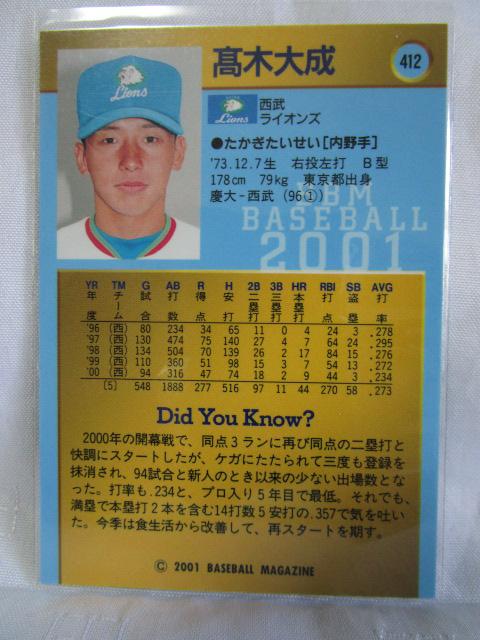 Lions
髙木大成
412
Lions
西武
ライオンズ
●たかぎたいせい[内野手]
'73.12.7生 右投左打 B型
178cm 79kg 東京都出身
慶大-西武(96①)
BBM
BASEBALL
2001
YR TM G AB R H 2B 3B HR RBI SB AVG
年度 チーム 試合 打数 得点 安打 二塁打 三塁打 本塁打 打点 盗塁 打率
'96 (西) 80 234 34 65 11 0 4 24 3 .278
'97 (西) 130 474 75 140 27 4 7 64 24 .295
'98 (西) 134 504 70 139 26 2 17 84 15 .276
'99 (西) 110 360 51 98 15 3 7 54 13 .272
'00 (西) 94 316 47 74 18 2 9 44 3 .234
[5] 548 1888 277 516 97 11 44 270 58 .273
Did You Know?
2000年の開幕戦で、同点3ランに再び同点の二塁打と
快調にスタートしたが、ケガにたたられて三度も登録を
抹消され、94試合と新人のとき以来の少ない出場数とな
った。打率も.234と、プロ入り5年目で最低。それでも、
満塁で本塁打2本を含む14打数5安打の.357で気を吐い
た。今季は食生活から改善して、再スタートを期す。
© 2001 BASEBALL MAGAZINE